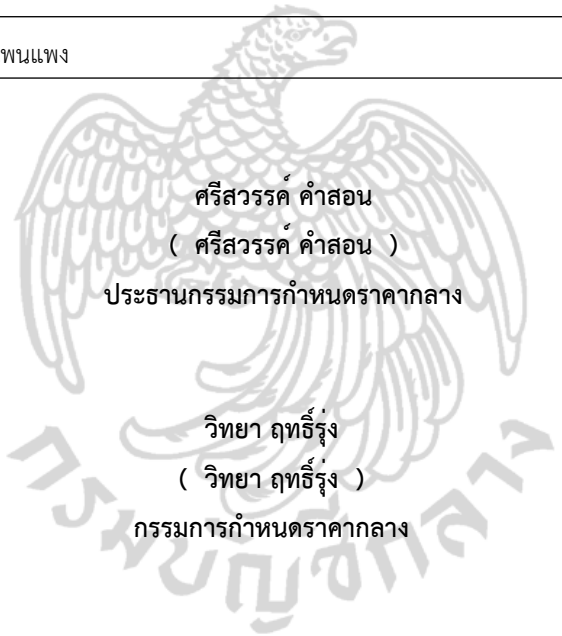 พนแพง
ศรีสวรรค์ คำสอน
( ศรีสวรรค์ คำสอน )
ประธานกรรมการกำหนดราคากลาง
วิทยา ฤทธิ์รุ่ง
( วิทยา ฤทธิ์รุ่ง )
กรรมการกำหนดราคากลาง
กรมบัญชีกลาง